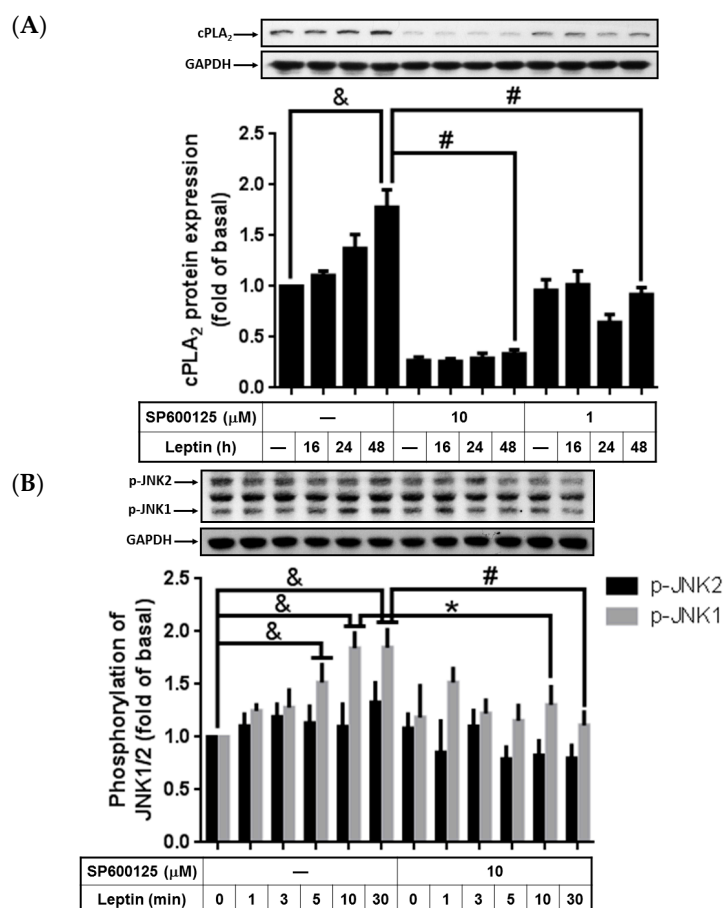 (A)
cPLA₂
GAPDH
& #
#
cPLA₂ protein expression
(fold of basal)
2.5
2.0
1.5
1.0
0.5
0.0
SP600125 (μM) — 10 1
Leptin (h) — 16 24 48 — 16 24 48 — 16 24 48
(B)
p-JNK2
p-JNK1
GAPDH
& #
& *
&
p-JNK2
p-JNK1
Phosphorylation of
JNK1/2 (fold of basal)
2.5
2.0
1.5
1.0
0.5
0.0
SP600125 (μM) — 10
Leptin (min) 0 1 3 5 10 30 0 1 3 5 10 30